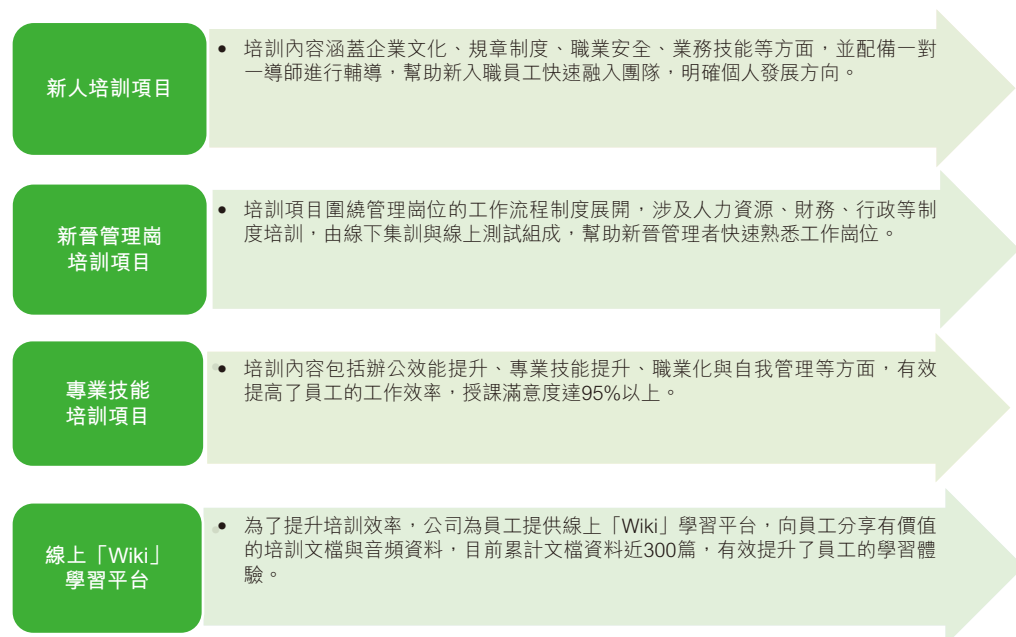 新人培訓項目
• 培訓內容涵蓋企業文化、規章制度、職業安全、業務技能等方面，並配備一對
一導師進行輔導，幫助新入職員工快速融入團隊，明確個人發展方向。
新晉管理崗
培訓項目
• 培訓項目圍繞管理崗位的工作流程制度展開，涉及人力資源、財務、行政等制
度培訓，由線下集訓與線上測試組成，幫助新晉管理者快速熟悉工作崗位。
專業技能
培訓項目
• 培訓內容包括辦公效能提升、專業技能提升、職業化與自我管理等方面，有效
提高了員工的工作效率，授課滿意度達95%以上。
線上「Wiki」
學習平台
• 為了提升培訓效率，公司為員工提供線上「Wiki」學習平台，向員工分享有價值
的培訓文檔與音頻資料，目前累計文檔資料近300篇，有效提升了員工的學習體
驗。